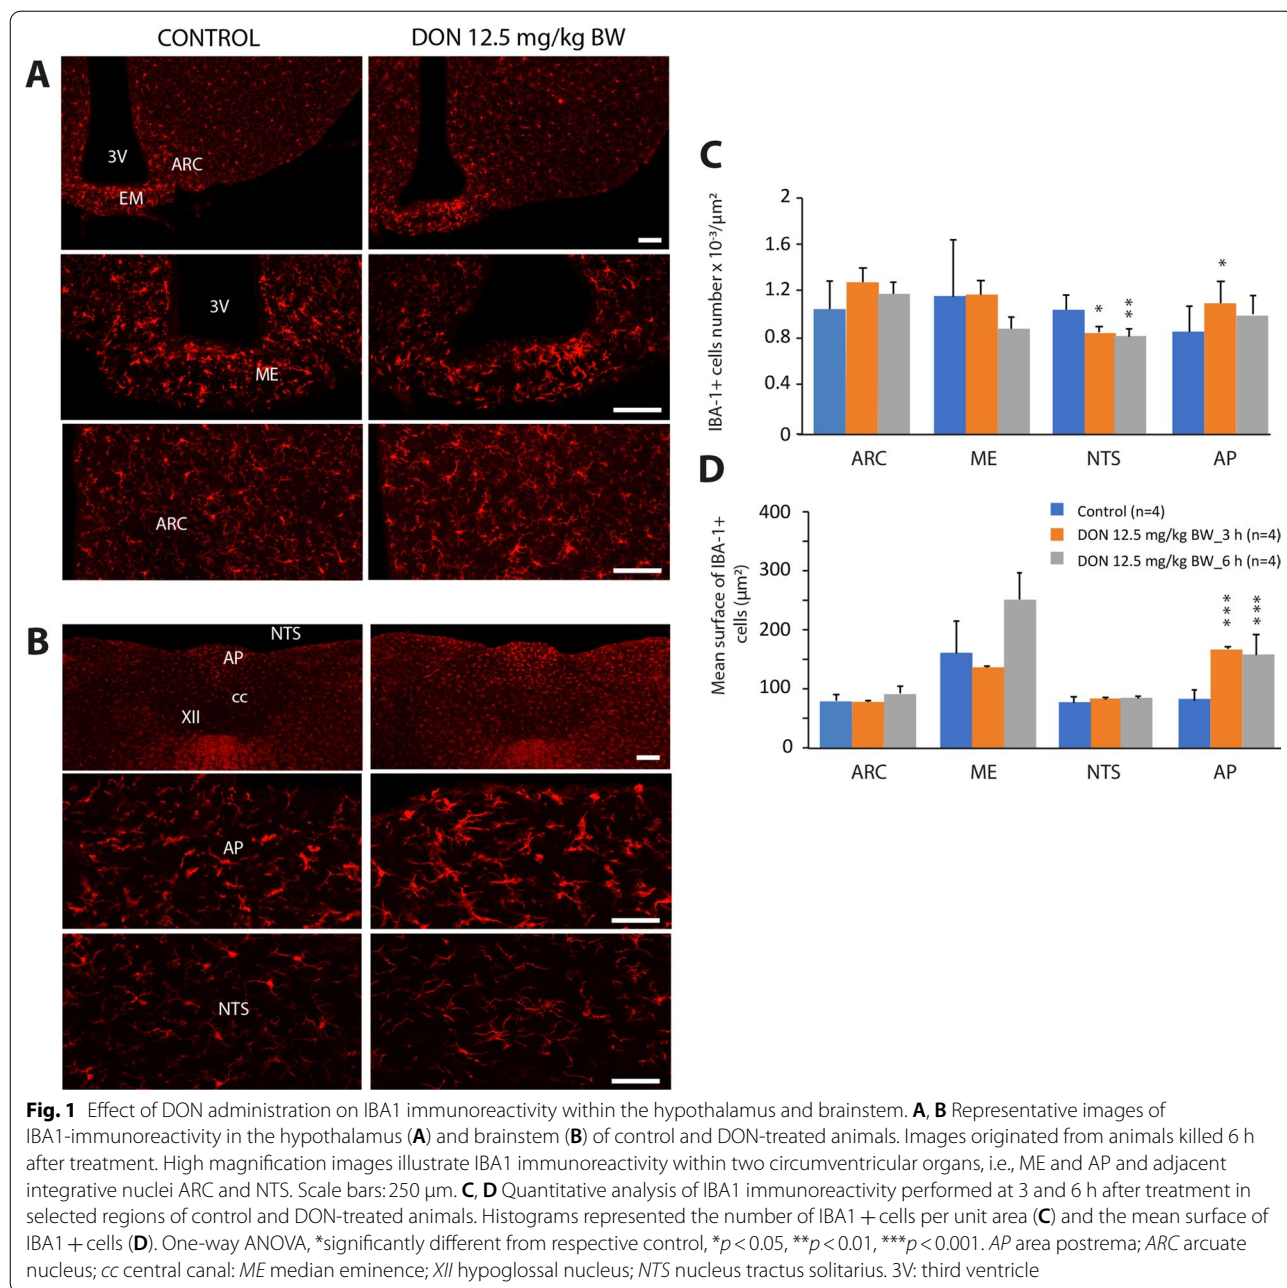 CONTROL
DON 12.5 mg/kg BW
A
3V
ARC
EM
3V
ME
ARC
B
NTS
AP
cc
XII
AP
NTS
C
IBA-1+ cells number x 10⁻³/µm²
2
1.6
1.2
0.8
0.4
0
*
*
*
*
*
ARC
ME
NTS
AP
D
Mean surface of IBA-1+
cells (µm²)
400
300
200
100
0
Control (n=4)
DON 12.5 mg/kg BW_3 h (n=4)
DON 12.5 mg/kg BW_6 h (n=4)
***
***
ARC
ME
NTS
AP
Fig. 1 Effect of DON administration on IBA1 immunoreactivity within the hypothalamus and brainstem. A, B Representative images of
IBA1-immunoreactivity in the hypothalamus (A) and brainstem (B) of control and DON-treated animals. Images originated from animals killed 6 h
after treatment. High magnification images illustrate IBA1 immunoreactivity within two circumventricular organs, i.e., ME and AP and adjacent
integrative nuclei ARC and NTS. Scale bars: 250 µm. C, D Quantitative analysis of IBA1 immunoreactivity performed at 3 and 6 h after treatment in
selected regions of control and DON-treated animals. Histograms represented the number of IBA1 + cells per unit area (C) and the mean surface of
IBA1 + cells (D). One-way ANOVA, *significantly different from respective control, *p < 0.05, **p < 0.01, ***p < 0.001. AP area postrema; ARC arcuate
nucleus; cc central canal: ME median eminence; XII hypoglossal nucleus; NTS nucleus tractus solitarius. 3V: third ventricle